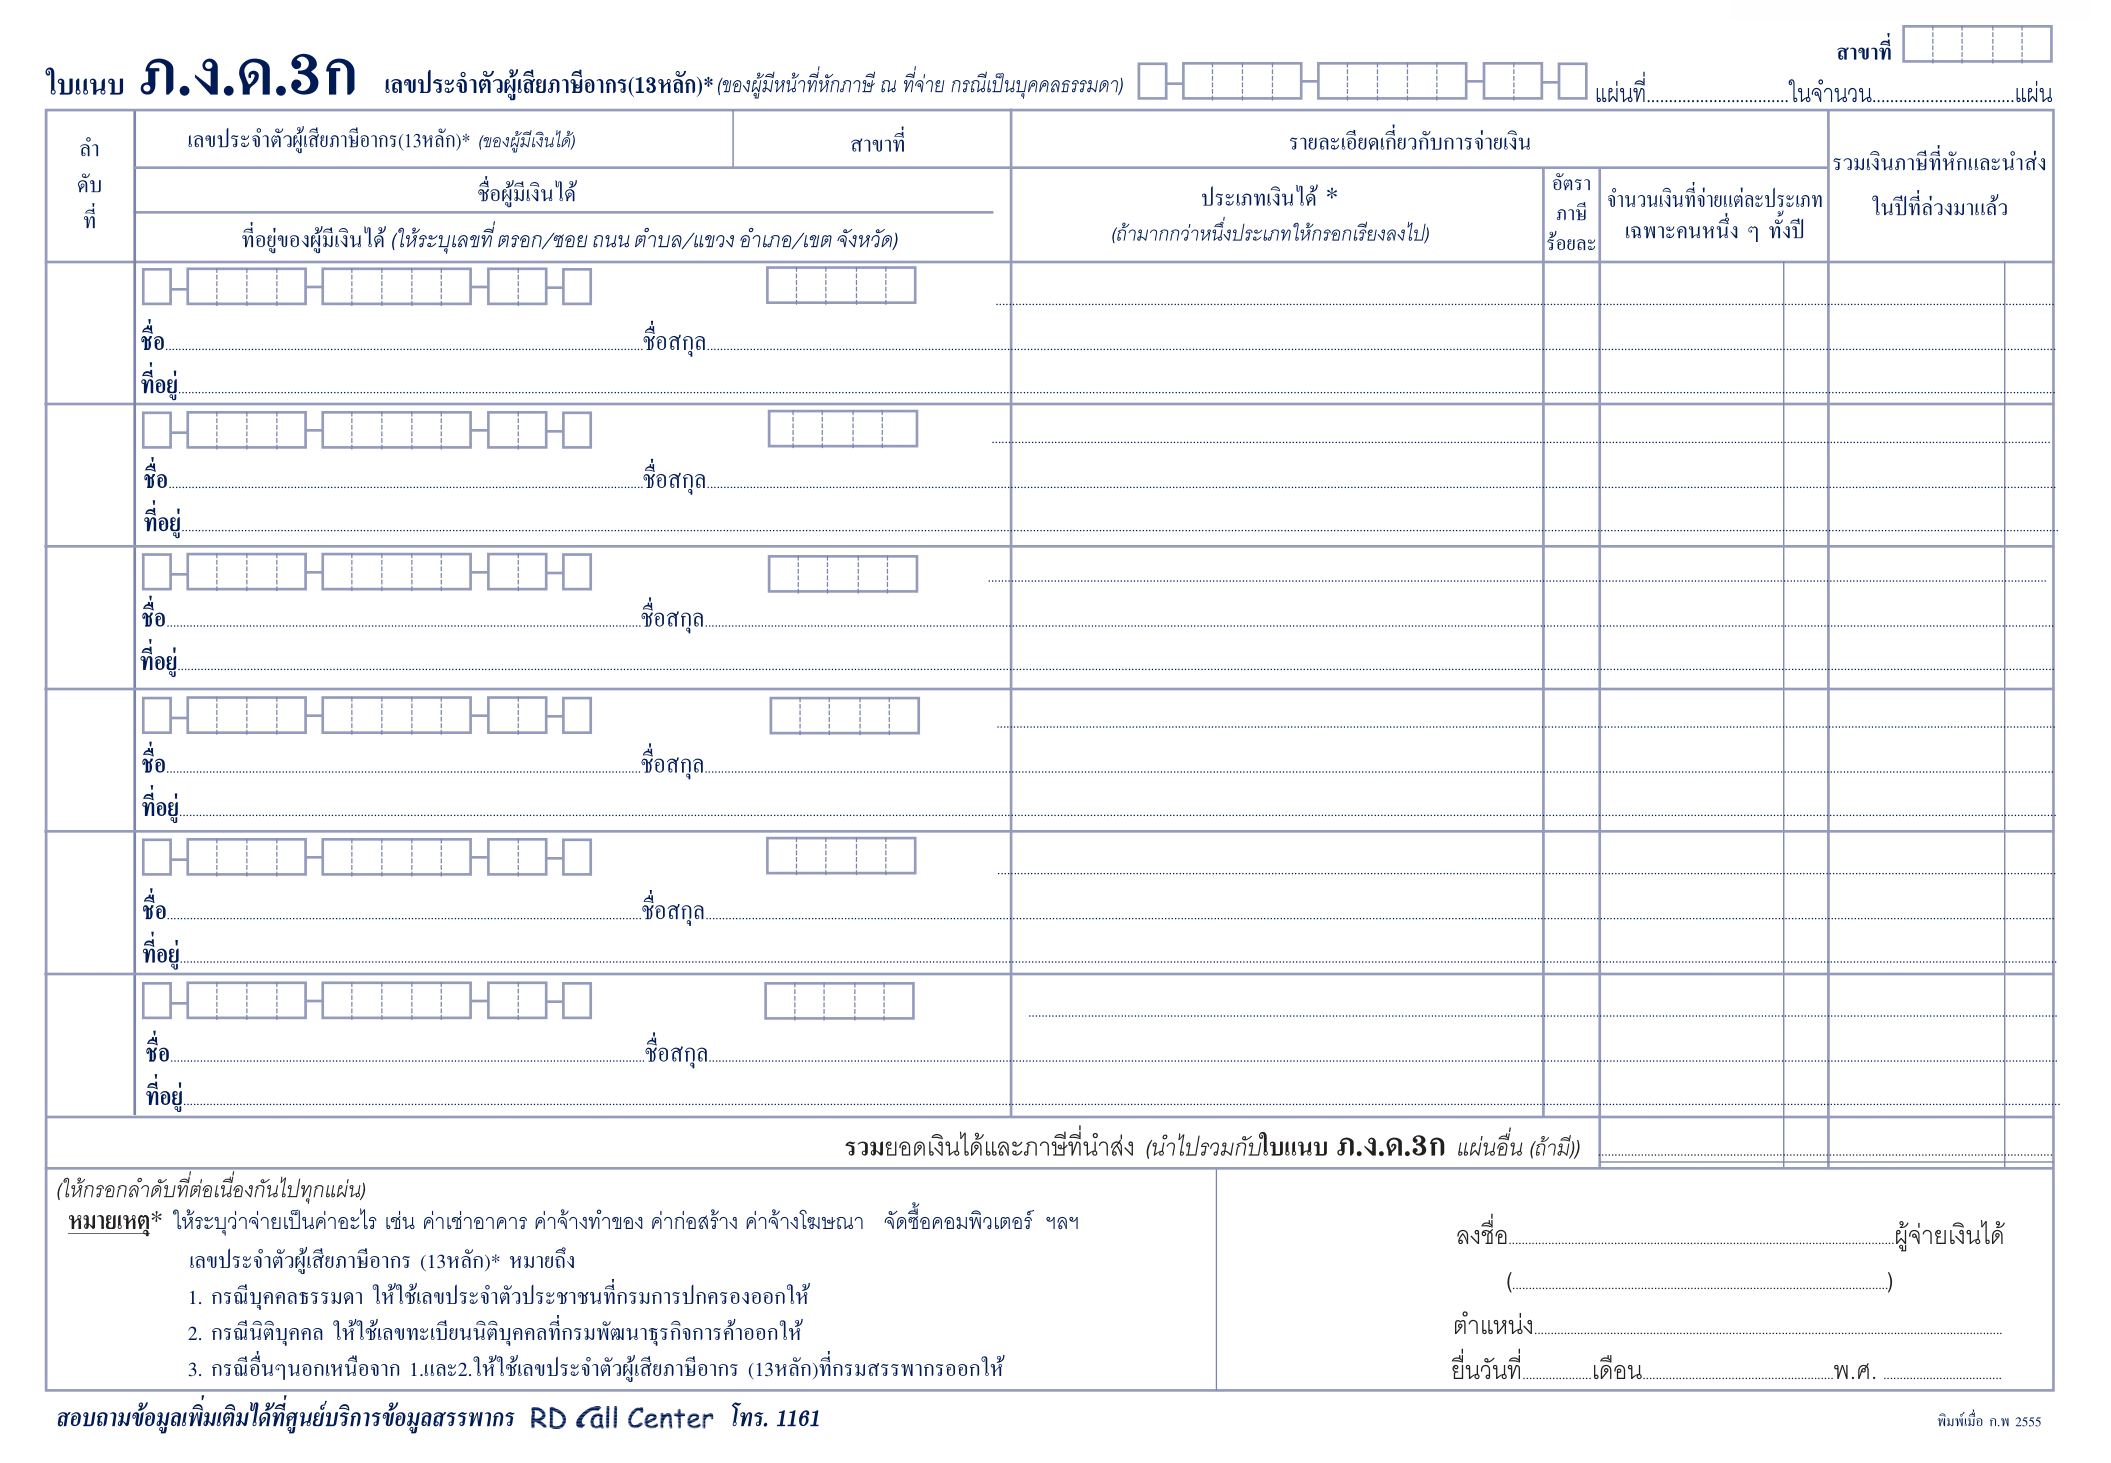 สาขาที่
ใบแนบ ภ.ง.ด.3ก เลขประจำตัวผู้เสียภาษีอากร(13หลัก)* (ของผู้มีหน้าที่หักภาษี ณ ที่จ่าย กรณีเป็นบุคคลธรรมดา)
แผ่นที่................................ในจำนวน................................แผ่น
ลำ
ดับ
ที่
เลขประจำตัวผู้เสียภาษีอากร(13หลัก)* (ของผู้มีเงินได้)
สาขาที่
ชื่อผู้มีเงินได้
ที่อยู่ของผู้มีเงินได้ (ให้ระบุเลขที่ ตรอก/ซอย ถนน ตำบล/แขวง อำเภอ/เขต จังหวัด)
รายละเอียดเกี่ยวกับการจ่ายเงิน
ประเภทเงินได้ *
(ถ้ามากกว่าหนึ่งประเภทให้กรอกเรียงลงไป)
อัตรา
ภาษี
ร้อยละ
จำนวนเงินที่จ่ายแต่ละประเภท
เฉพาะคนหนึ่ง ๆ ทั้งปี
รวมเงินภาษีที่หักและนำส่ง
ในปีที่ล่วงมาแล้ว
ชื่อ ชื่อสกุล
ที่อยู่
ชื่อ ชื่อสกุล
ที่อยู่
ชื่อ ชื่อสกุล
ที่อยู่
ชื่อ ชื่อสกุล
ที่อยู่
ชื่อ ชื่อสกุล
ที่อยู่
ชื่อ ชื่อสกุล
ที่อยู่
รวมยอดเงินได้และภาษีที่นำส่ง (นำไปรวมกับใบแนบ ภ.ง.ด.3ก แผ่นอื่น (ถ้ามี))
(ให้กรอกลำดับที่ต่อเนื่องกันไปทุกแผ่น)
หมายเหตุ* ให้ระบุว่าจ่ายเป็นค่าอะไร เช่น ค่าเช่าอาคาร ค่าจ้างทำของ ค่าก่อสร้าง ค่าจ้างโฆษณา จัดซื้อคอมพิวเตอร์ ฯลฯ
เลขประจำตัวผู้เสียภาษีอากร (13หลัก)* หมายถึง
1. กรณีบุคคลธรรมดา ให้ใช้เลขประจำตัวประชาชนที่กรมการปกครองออกให้
2. กรณีนิติบุคคล ให้ใช้เลขทะเบียนนิติบุคคลที่กรมพัฒนาธุรกิจการค้าออกให้
3. กรณีอื่นๆนอกเหนือจาก 1.และ2.ให้ใช้เลขประจำตัวผู้เสียภาษีอากร (13หลัก)ที่กรมสรรพากรออกให้
ลงชื่อ................................ผู้จ่ายเงินได้
(................................)
ตำแหน่ง................................
ยื่นวันที่................เดือน................................พ.ศ. ................
สอบถามข้อมูลเพิ่มเติมได้ที่ศูนย์บริการข้อมูลสรรพากร RD Call Center โทร. 1161
พิมพ์เมื่อ ก.พ 2555